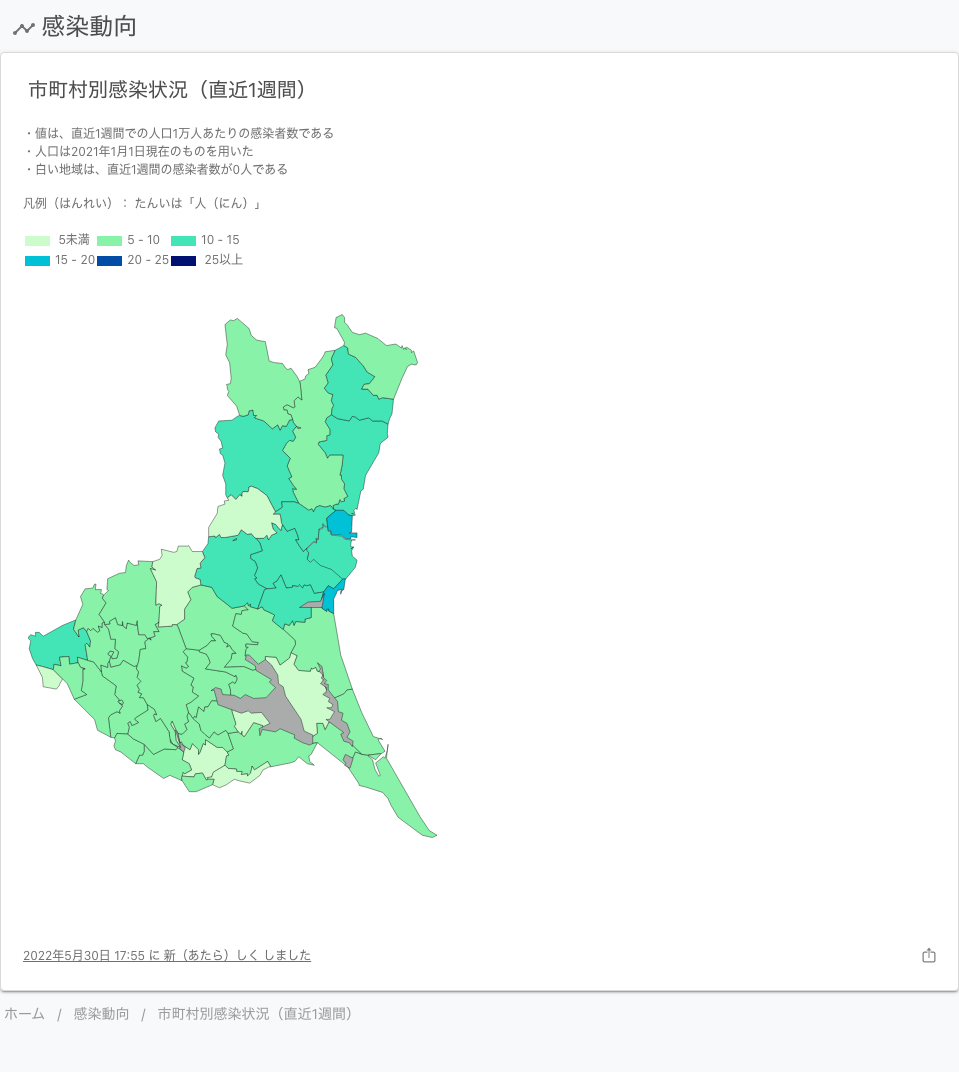 感染動向
市町村別感染状況（直近1週間）
・値は、直近1週間での人口1万人あたりの感染者数である
・人口は2021年1月1日現在のものを用いた
・白い地域は、直近1週間の感染者数が0人である
凡例（はんれい）： たんいは「人（にん）」
5未満 5 - 10 10 - 15
15 - 20 20 - 25 25以上
2022年5月30日 17:55 に 新（あたら）しく しました
ホーム / 感染動向 / 市町村別感染状況（直近1週間）